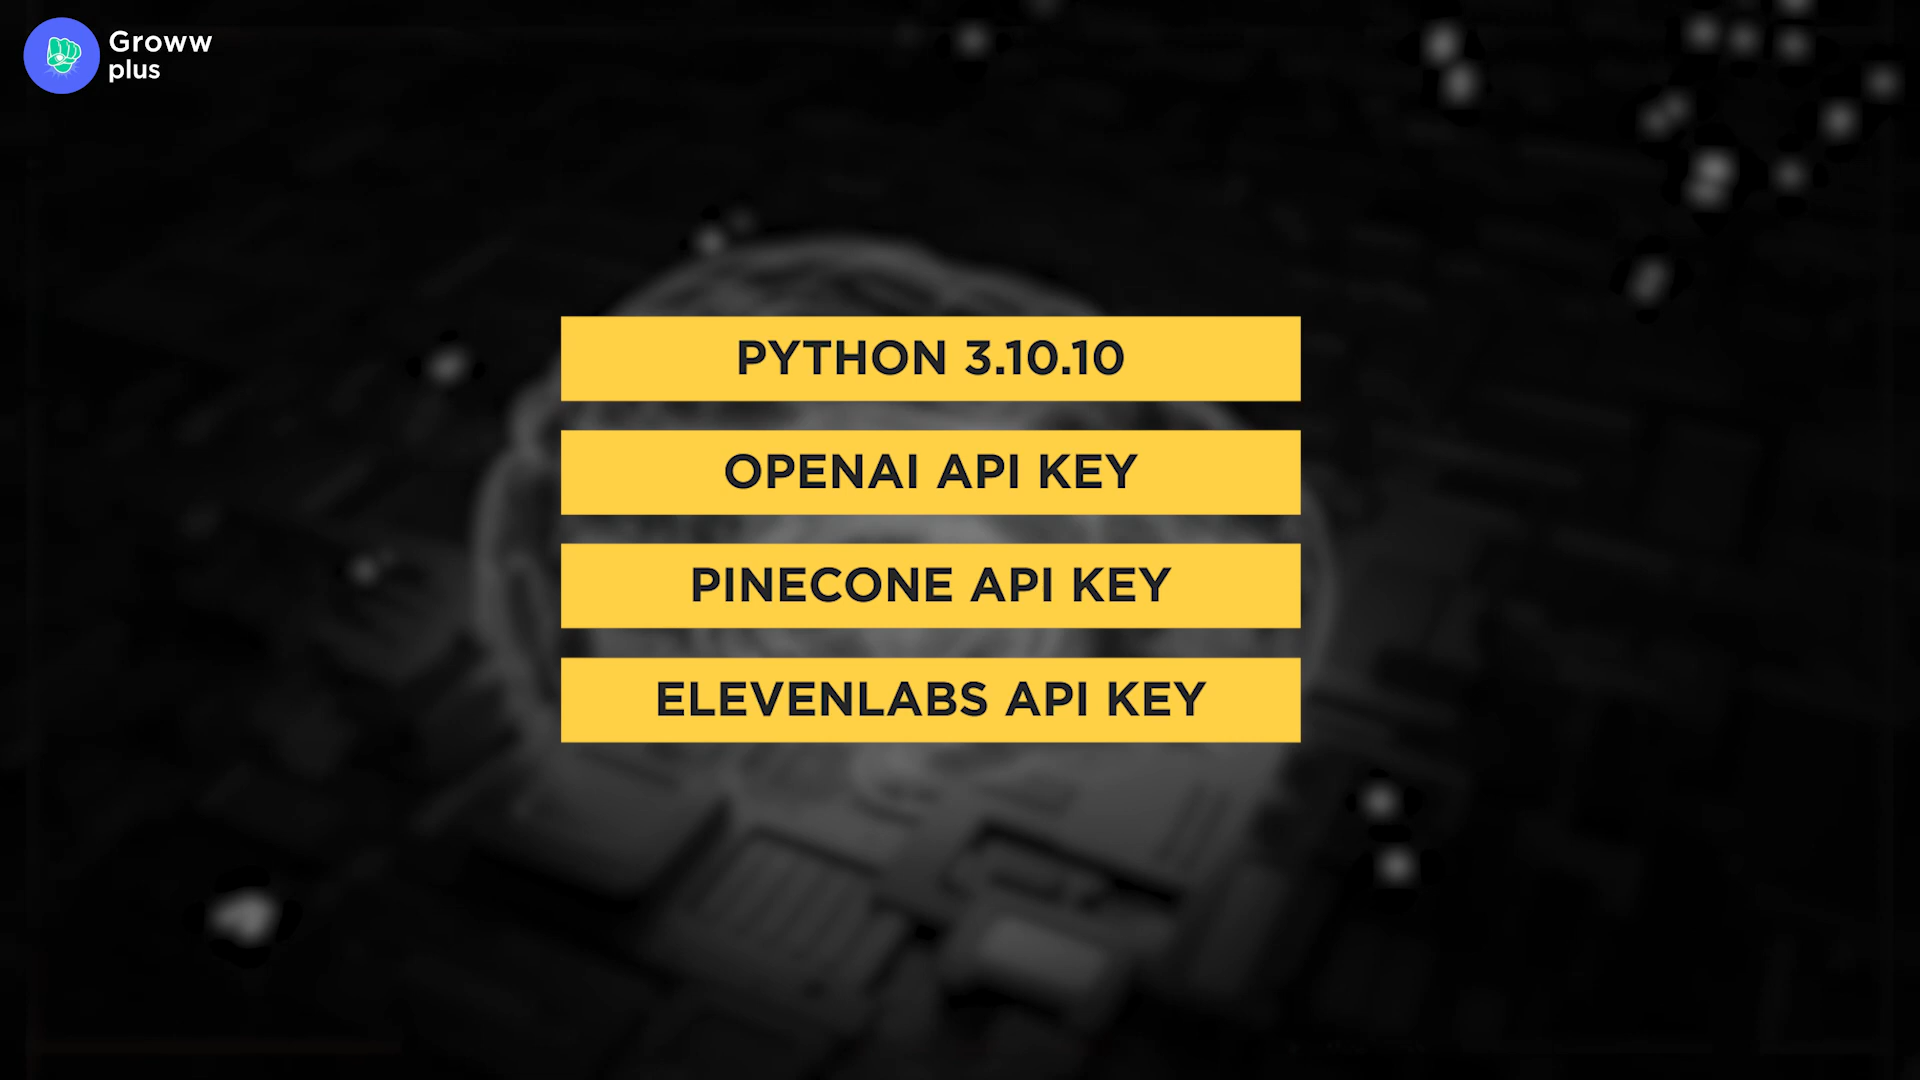 Groww
plus
PYTHON 3.10.10
OPENAI API KEY
PINECONE API KEY
ELEVENLABS API KEY